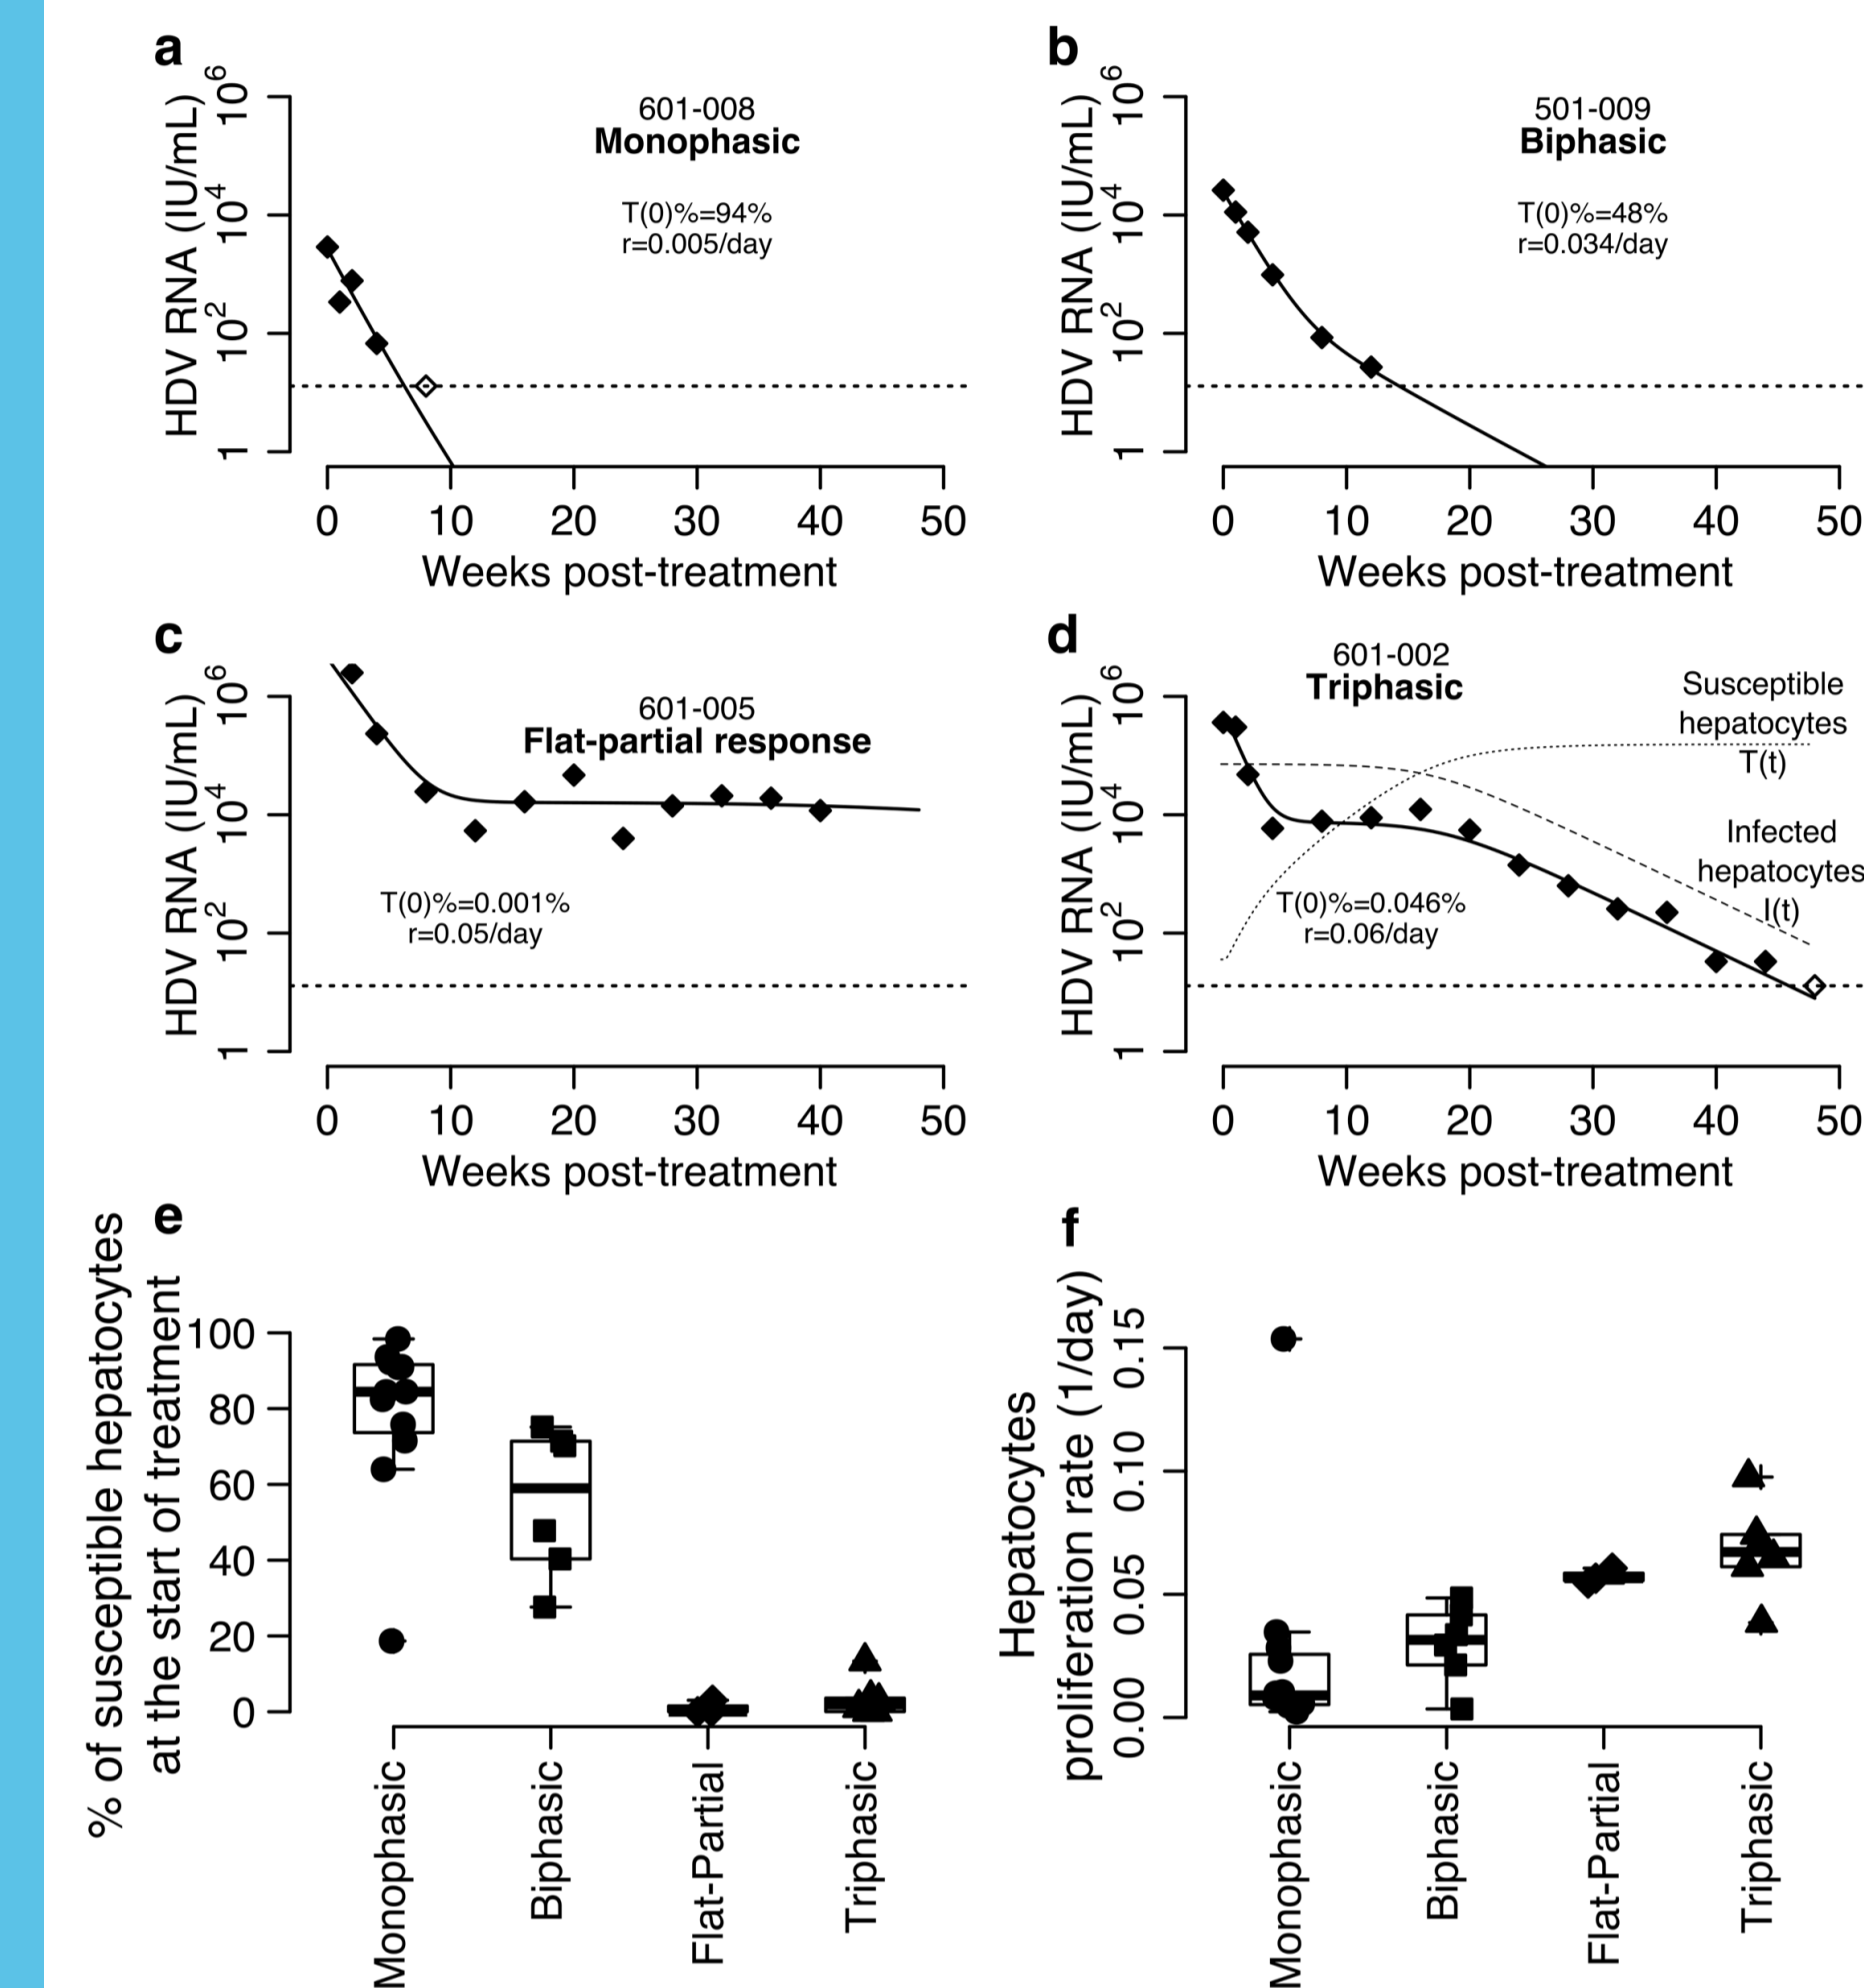 a
601-008
Monophasic
T(0)%=94%
r=0.005/day
HDV RNA (IU/mL)
10^6
10^4
10^2
1
0 10 20 30 40 50
Weeks post-treatment
b
501-009
Biphasic
T(0)%=48%
r=0.034/day
HDV RNA (IU/mL)
10^6
10^4
10^2
1
0 10 20 30 40 50
Weeks post-treatment
c
601-005
Flat-partial response
T(0)%=0.001%
r=0.05/day
HDV RNA (IU/mL)
10^6
10^4
10^2
1
0 10 20 30 40 50
Weeks post-treatment
d
601-002
Triphasic
Susceptible
hepatocytes
T(t)
Infected
hepatocytes
I(t)
T(0)%=0.046%
r=0.06/day
HDV RNA (IU/mL)
10^6
10^4
10^2
1
0 10 20 30 40 50
Weeks post-treatment
e
% of susceptible hepatocytes
at the start of treatment
100
80
60
40
20
0
Monophasic
Biphasic
Flat-Partial
Triphasic
f
Hepatocytes
proliferation rate (1/day)
0.15
0.10
0.05
0.00
Monophasic
Biphasic
Flat-Partial
Triphasic